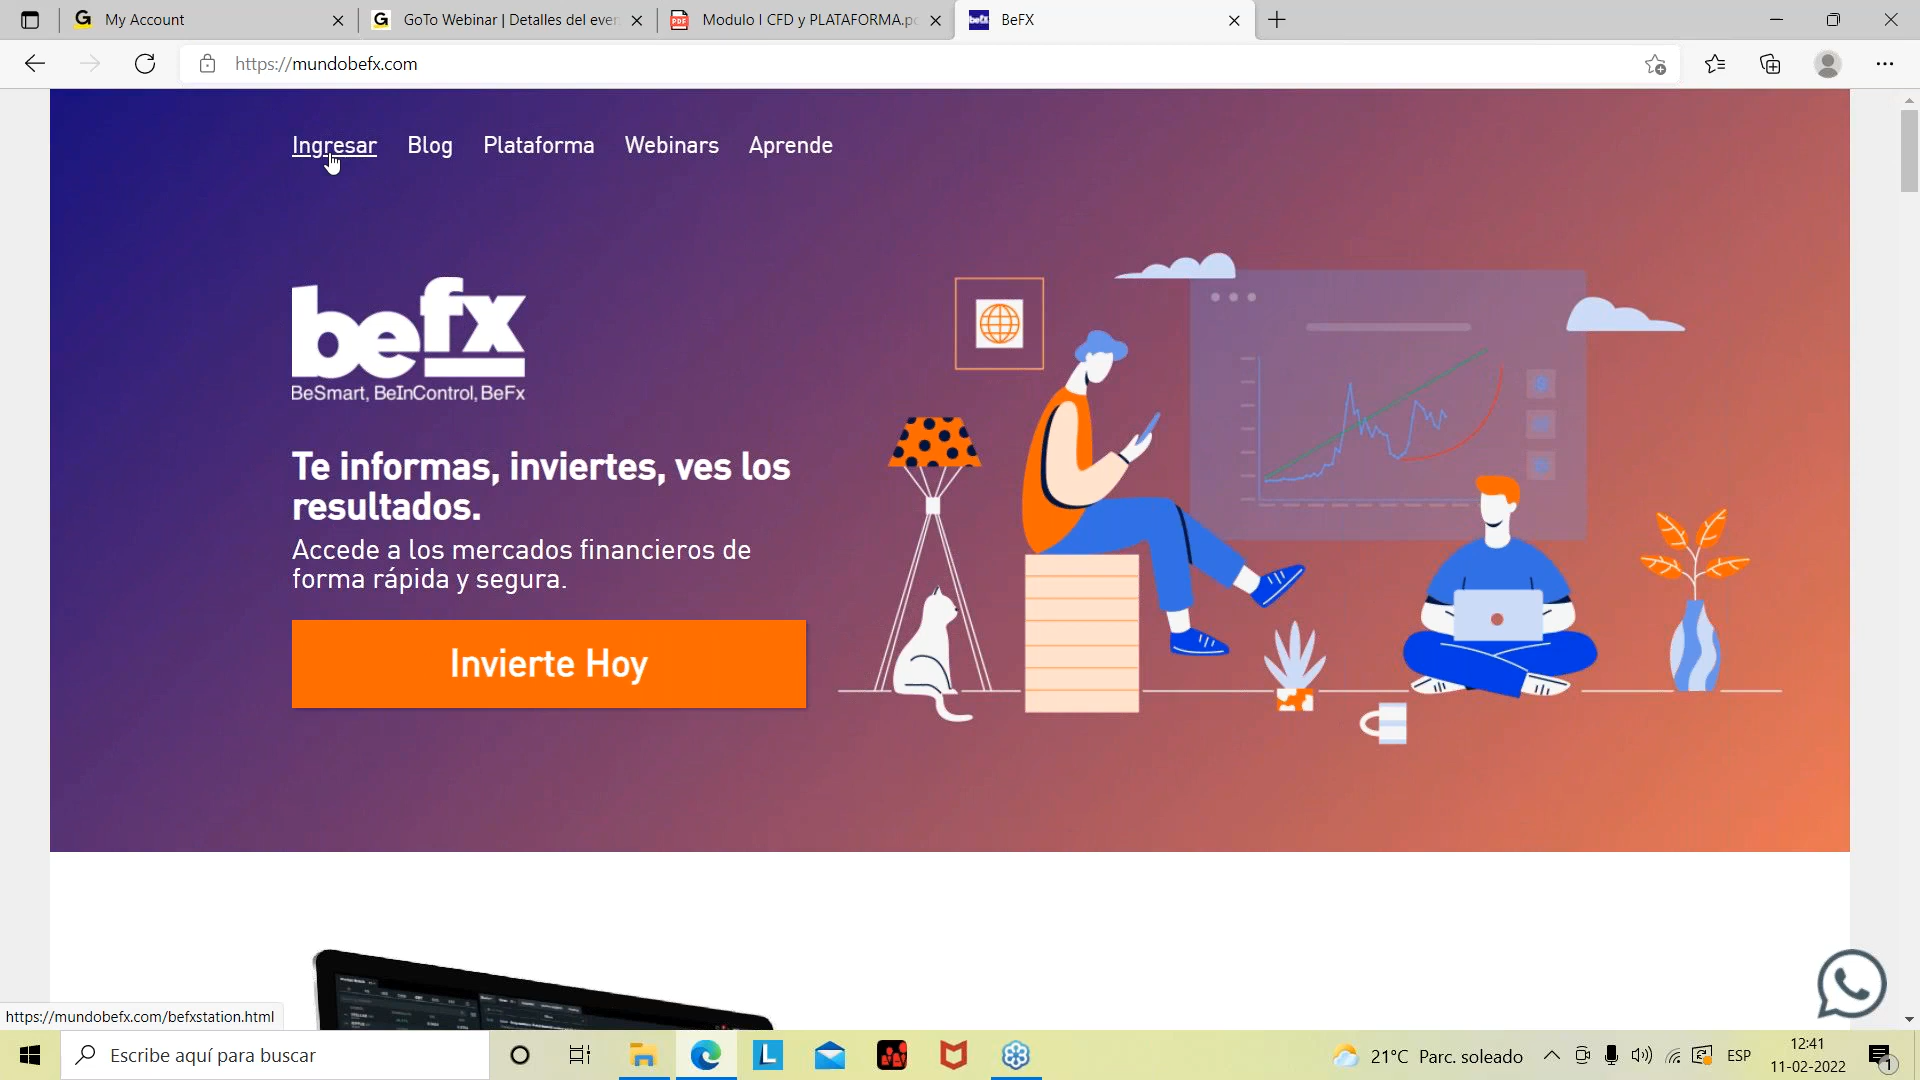 My Account
GoTo Webinar | Detalles del even
Modulo I CFD y PLATAFORMA.pd
BeFX
https://mundobefx.com
Ingresar Blog Plataforma Webinars Aprende
befx
BeSmart, BeInControl, BeFx
Te informas, inviertes, ves los
resultados.
Accede a los mercados financieros de
forma rápida y segura.
Invierte Hoy
https://mundobefx.com/befxstation.html
Escribe aquí para buscar
21°C Parc. soleado
ESP
12:41
11-02-2022
1